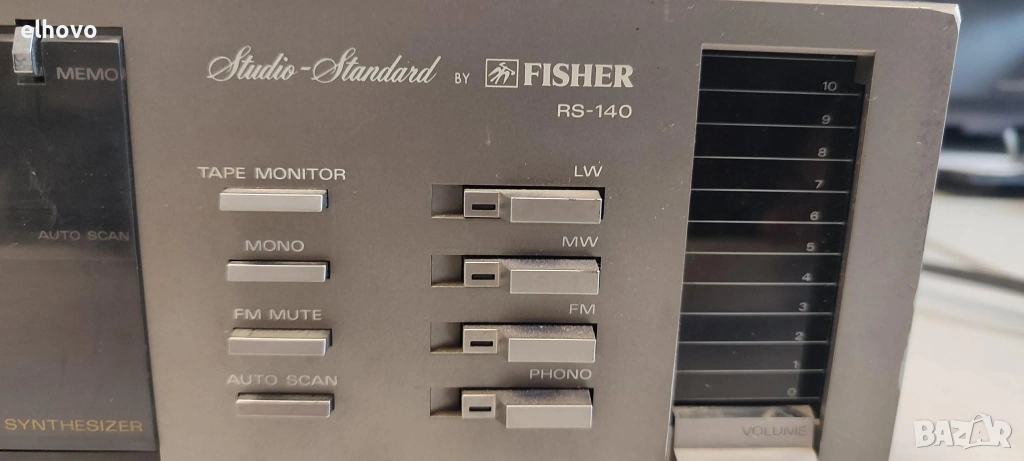 elhovo
MEMO
Studio-Standard BY FISHER
RS-140
TAPE MONITOR
LW
MONO
MW
AUTO SCAN
FM MUTE
FM
AUTO SCAN
PHONO
SYNTHESIZER
10
9
8
7
6
5
4
3
2
1
0
VOLUME
BAZAR